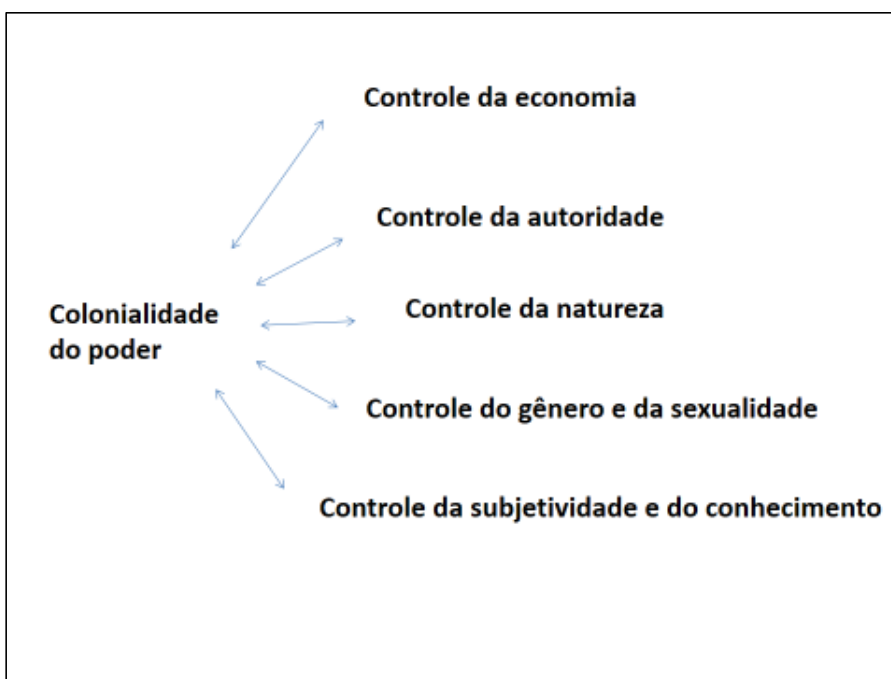 Controle da economia
Controle da autoridade
Colonialidade
do poder
Controle da natureza
Controle do gênero e da sexualidade
Controle da subjetividade e do conhecimento